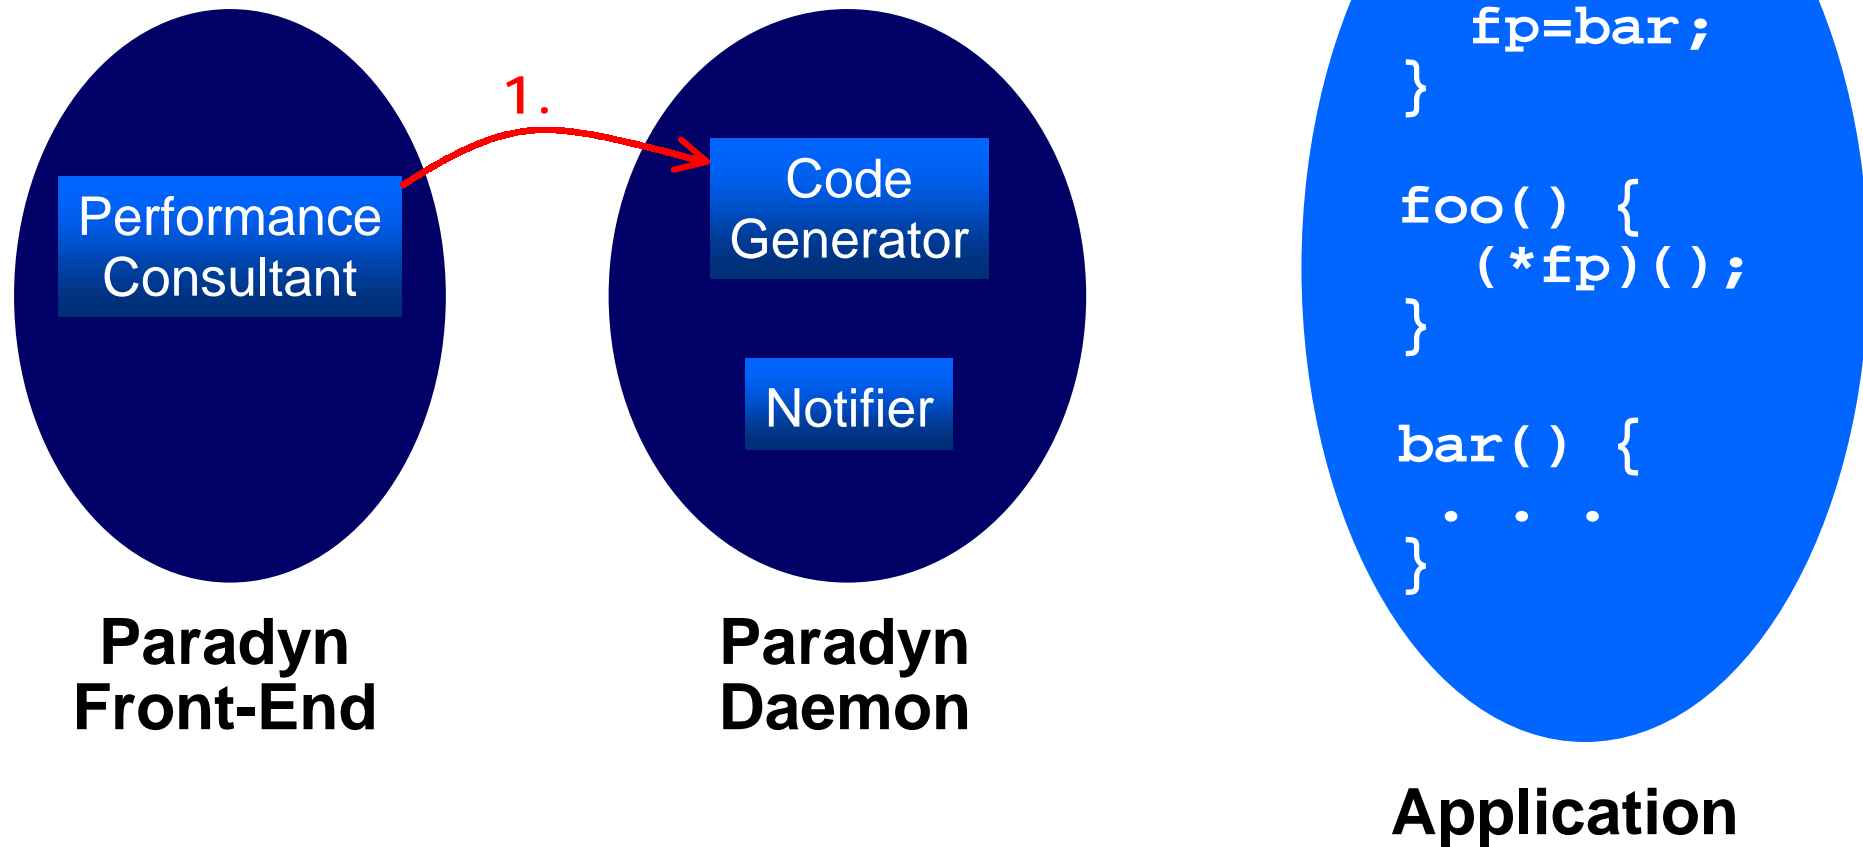 1.
Performance
Consultant
Code
Generator
Notifier
Paradyn
Front-End
Paradyn
Daemon
fp=bar;
}
foo() {
(*fp)();
}
bar() {
. . .
}
Application